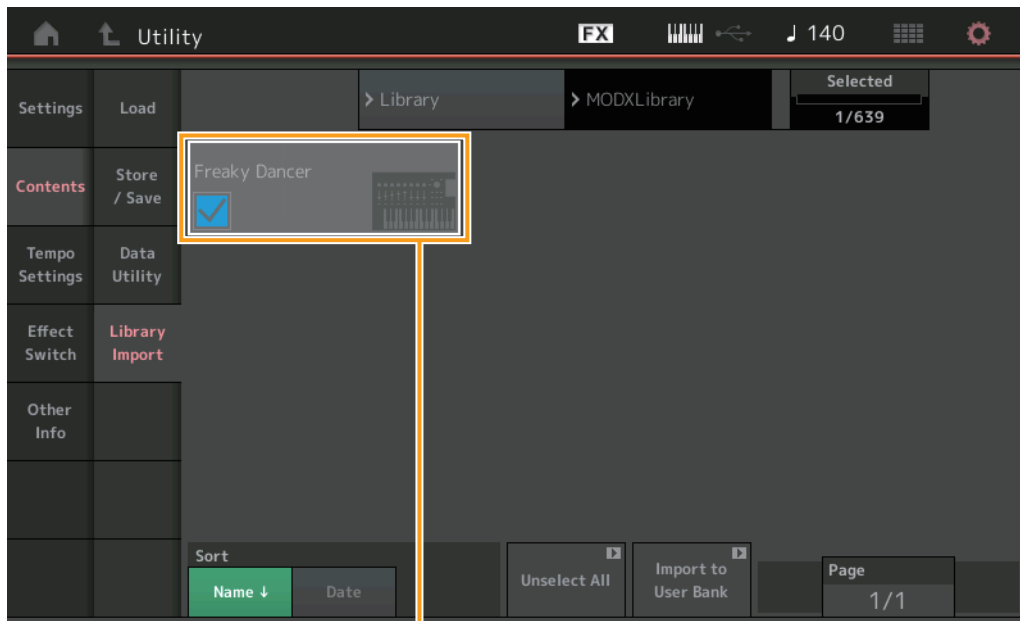 Utility
FX
♩ 140
Settings
Load
> Library
> MODXLibrary
Selected
1/639
Contents
Store
/ Save
Freaky Dancer
Tempo
Settings
Data
Utility
Effect
Switch
Library
Import
Other
Info
Sort
Name ↓
Date
Unselect All
Import to
User Bank
Page
1/1